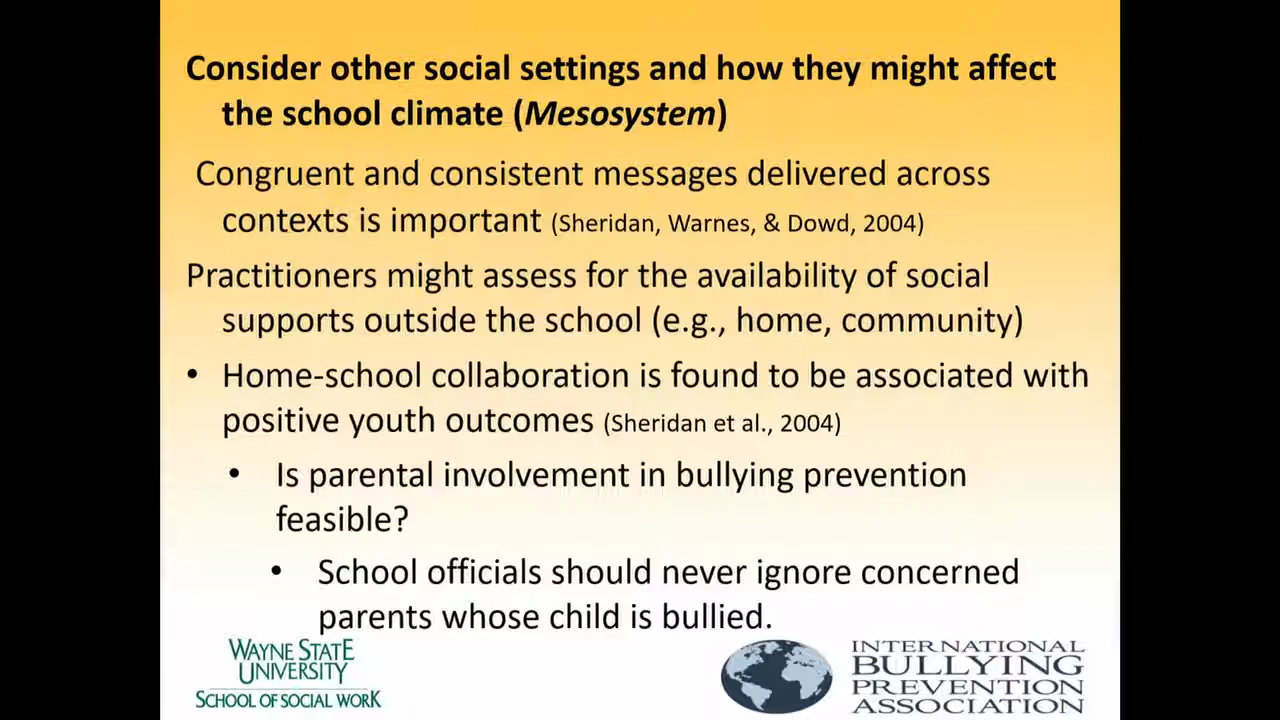 Consider other social settings and how they might affect
the school climate (Mesosystem)
Congruent and consistent messages delivered across
contexts is important (Sheridan, Warnes, & Dowd, 2004)
Practitioners might assess for the availability of social
supports outside the school (e.g., home, community)
• Home-school collaboration is found to be associated with
positive youth outcomes (Sheridan et al., 2004)
• Is parental involvement in bullying prevention
feasible?
• School officials should never ignore concerned
parents whose child is bullied.
WAYNE STATE
UNIVERSITY
SCHOOL OF SOCIAL WORK
INTERNATIONAL
BULLYING
PREVENTION
ASSOCIATION